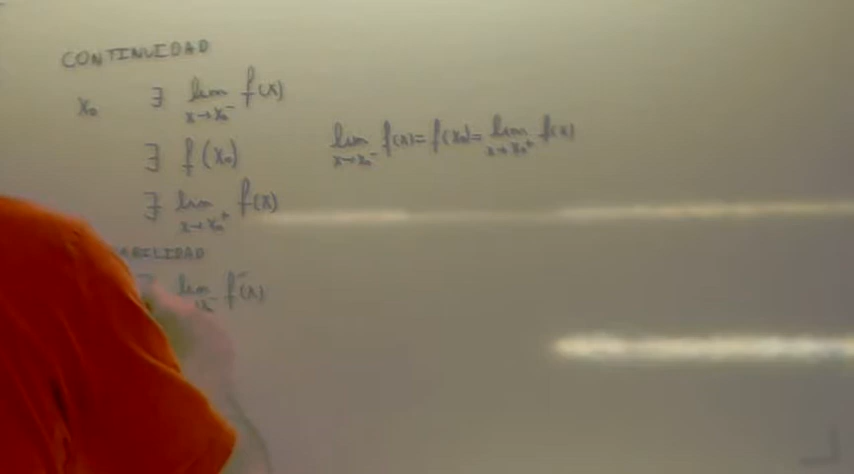 CONTINUIDAD
x₀ ∃ lim x→x₀⁻ f(x)
∃ f(x₀) lim x→x₀⁻ f(x) = f(x₀) = lim x→x₀⁺ f(x)
∃ lim x→x₀⁺ f(x)
ABILIDAD
lim f'(x)